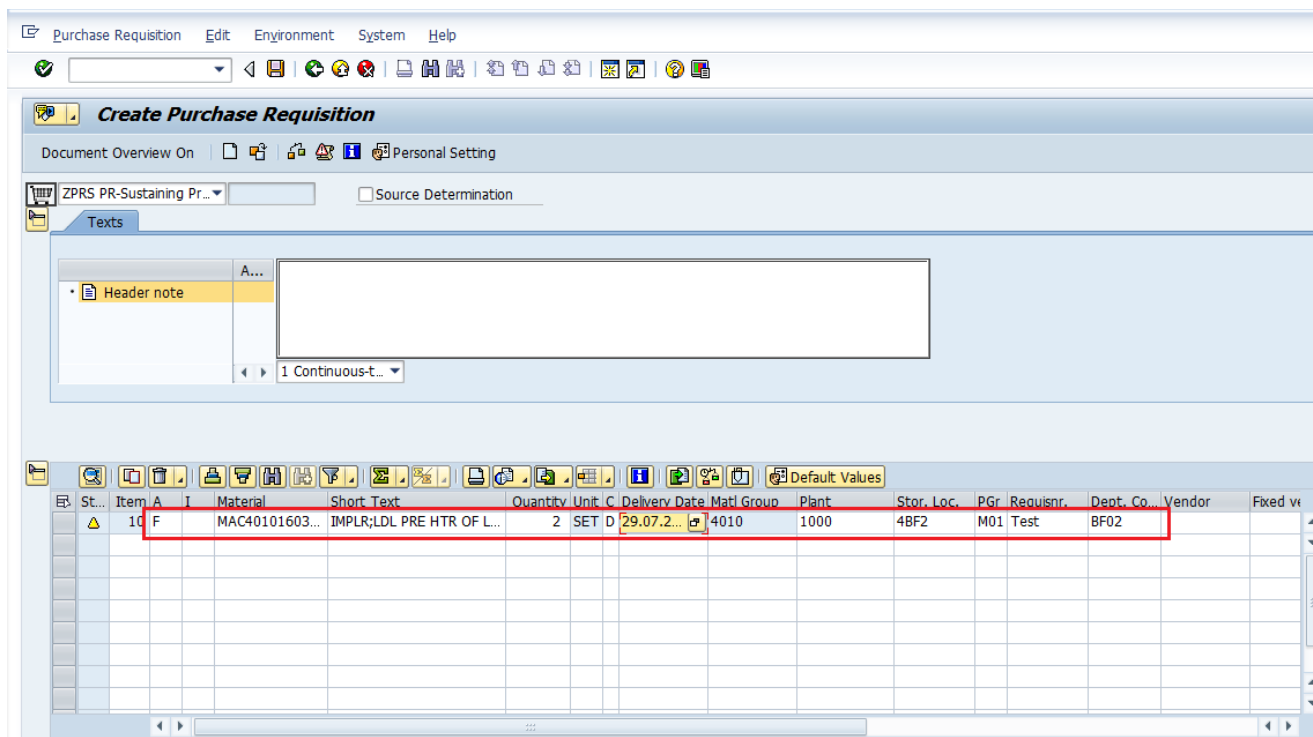 Purchase Requisition Edit Environment System Help
Create Purchase Requisition
Document Overview On Personal Setting
ZPRS PR-Sustaining Pr... Source Determination
Texts
A...
Header note
1 Continuous-t...
Default Values
St... Item A I Material Short Text Quantity Unit C Delivery Date Matl Group Plant Stor. Loc. PGr Requisnr. Dept. Co... Vendor Fixed ve
10 F MAC40101603... IMPLR;LDL PRE HTR OF L... 2 SET D 29.07.2... 4010 1000 4BF2 M01 Test BF02